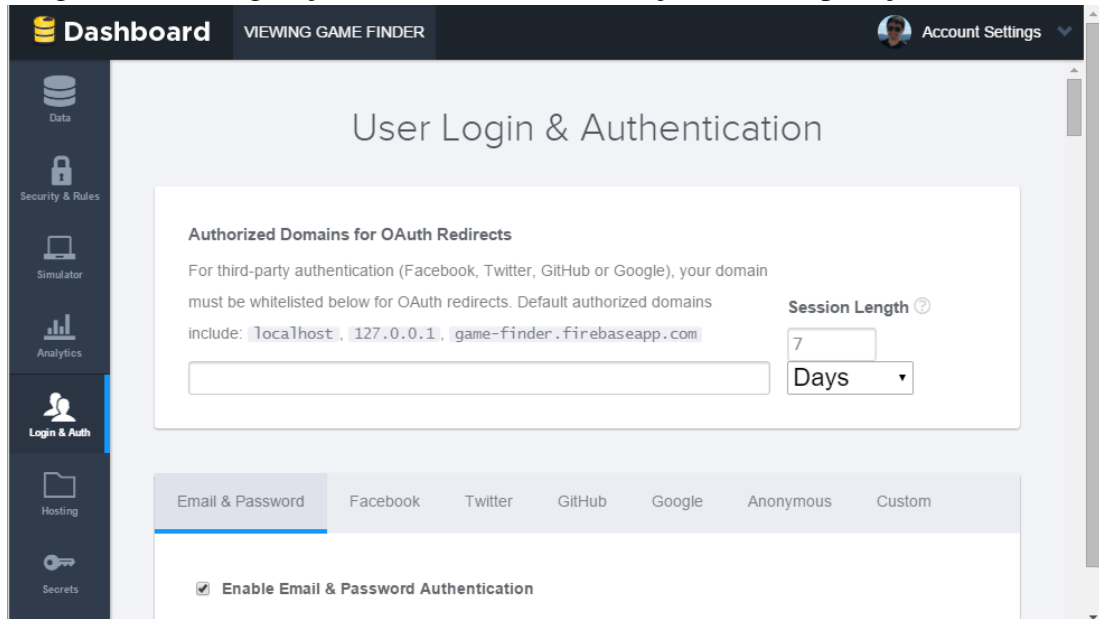 Dashboard VIEWING GAME FINDER Account Settings
Data
Security & Rules
Simulator
Analytics
Login & Auth
Hosting
Secrets
User Login & Authentication
Authorized Domains for OAuth Redirects
For third-party authentication (Facebook, Twitter, GitHub or Google), your domain
must be whitelisted below for OAuth redirects. Default authorized domains
include: localhost, 127.0.0.1, game-finder.firebaseapp.com
Session Length ?
7
Days
Email & Password Facebook Twitter GitHub Google Anonymous Custom
Enable Email & Password Authentication